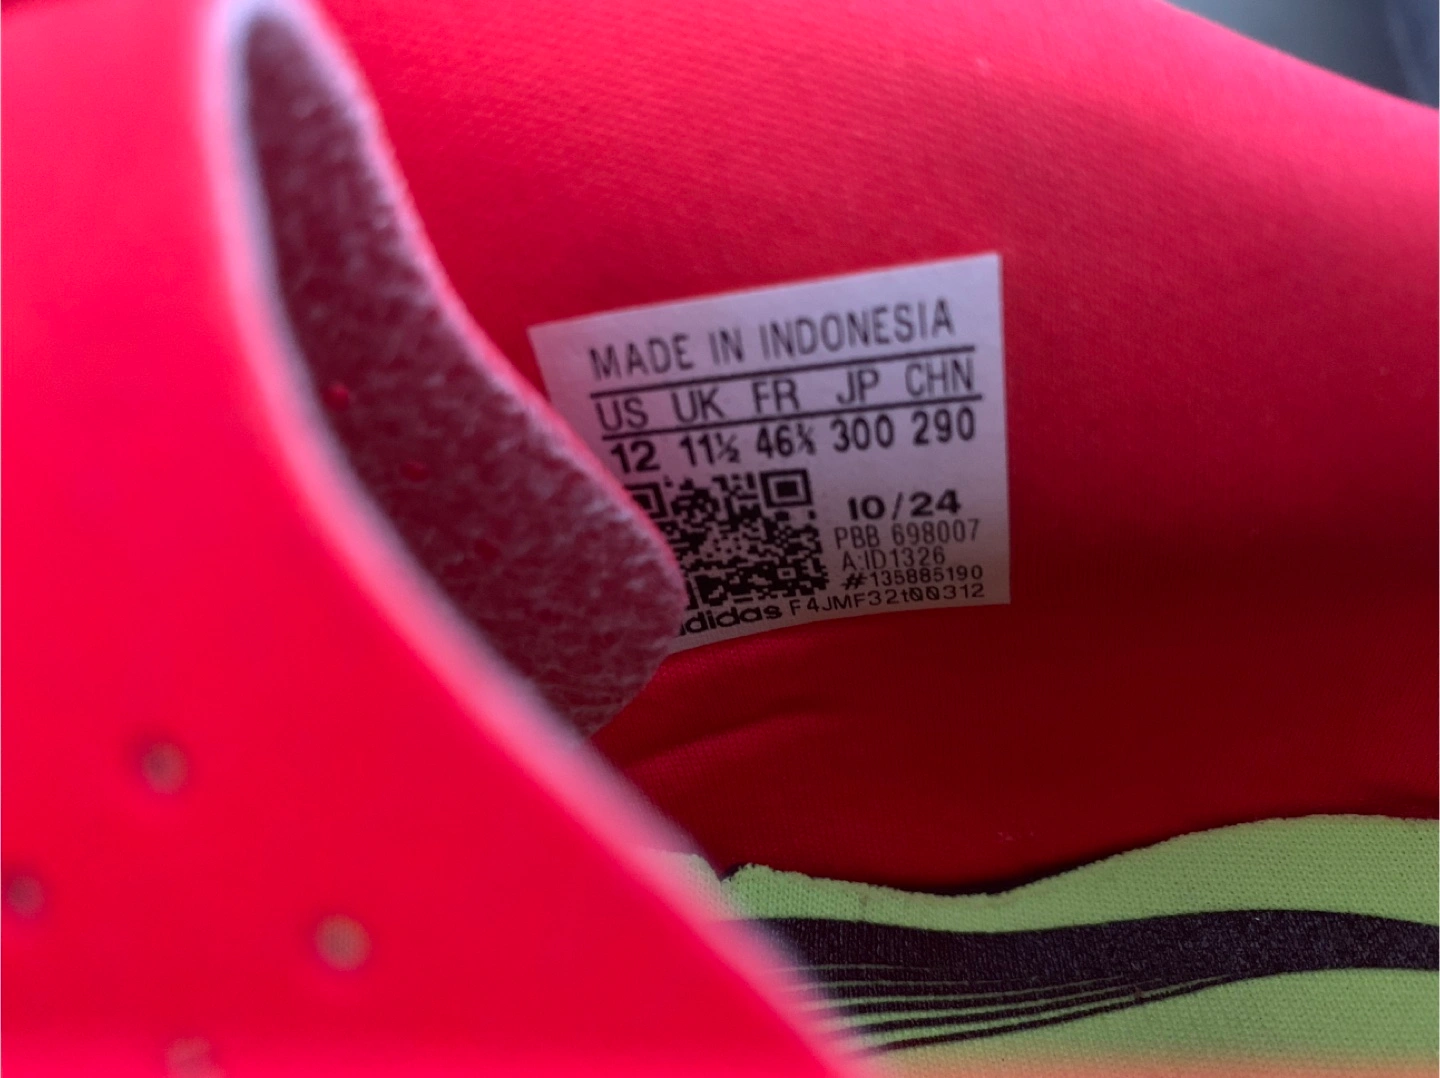 MADE IN INDONESIA
US UK FR JP CHN
12 11½ 46⅔ 300 290
10/24
PBB 698007
A:ID1326
#135885190
adidas F4JMF32t00312